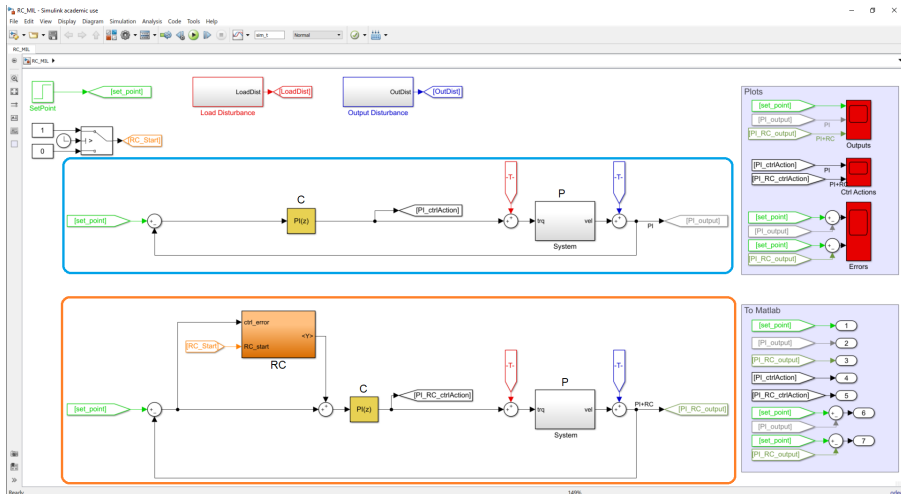 RC_MIL - Simulink academic use
File Edit View Display Diagram Simulation Analysis Code Tools Help
sim_t
Normal
RC_MIL
RC_MIL
SetPoint
[set_point]
LoadDist
[LoadDist]
Load Disturbance
OutDist
[OutDist]
Output Disturbance
1
0
[RC_Start]
[set_point]
C
PI(z)
[PI_ctrlAction]
-T-
P
trq
vel
System
-T-
PI
[PI_output]
ctrl_error
<Y>
[RC_Start]
RC_start
RC
[set_point]
C
PI(z)
[PI_RC_ctrlAction]
-T-
P
trq
vel
System
-T-
PI+RC
[PI_RC_output]
Plots
[set_point]
[PI_output]
PI
[PI_RC_output]
PI+RC
Outputs
[PI_ctrlAction]
PI
[PI_RC_ctrlAction]
PI+RC
Ctrl Actions
[set_point]
[PI_output]
[set_point]
[PI_RC_output]
Errors
To Matlab
[set_point]
1
[PI_output]
2
[PI_RC_output]
3
[PI_ctrlAction]
4
[PI_RC_ctrlAction]
5
[set_point]
6
[PI_output]
[set_point]
7
[PI_RC_output]
Ready
149%